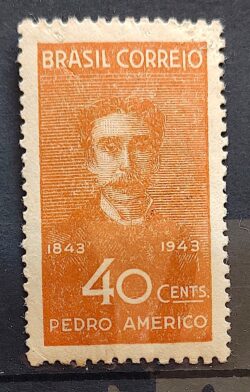 BRASIL CORREIO
1843 1943
40 CENTS.
PEDRO AMERICO